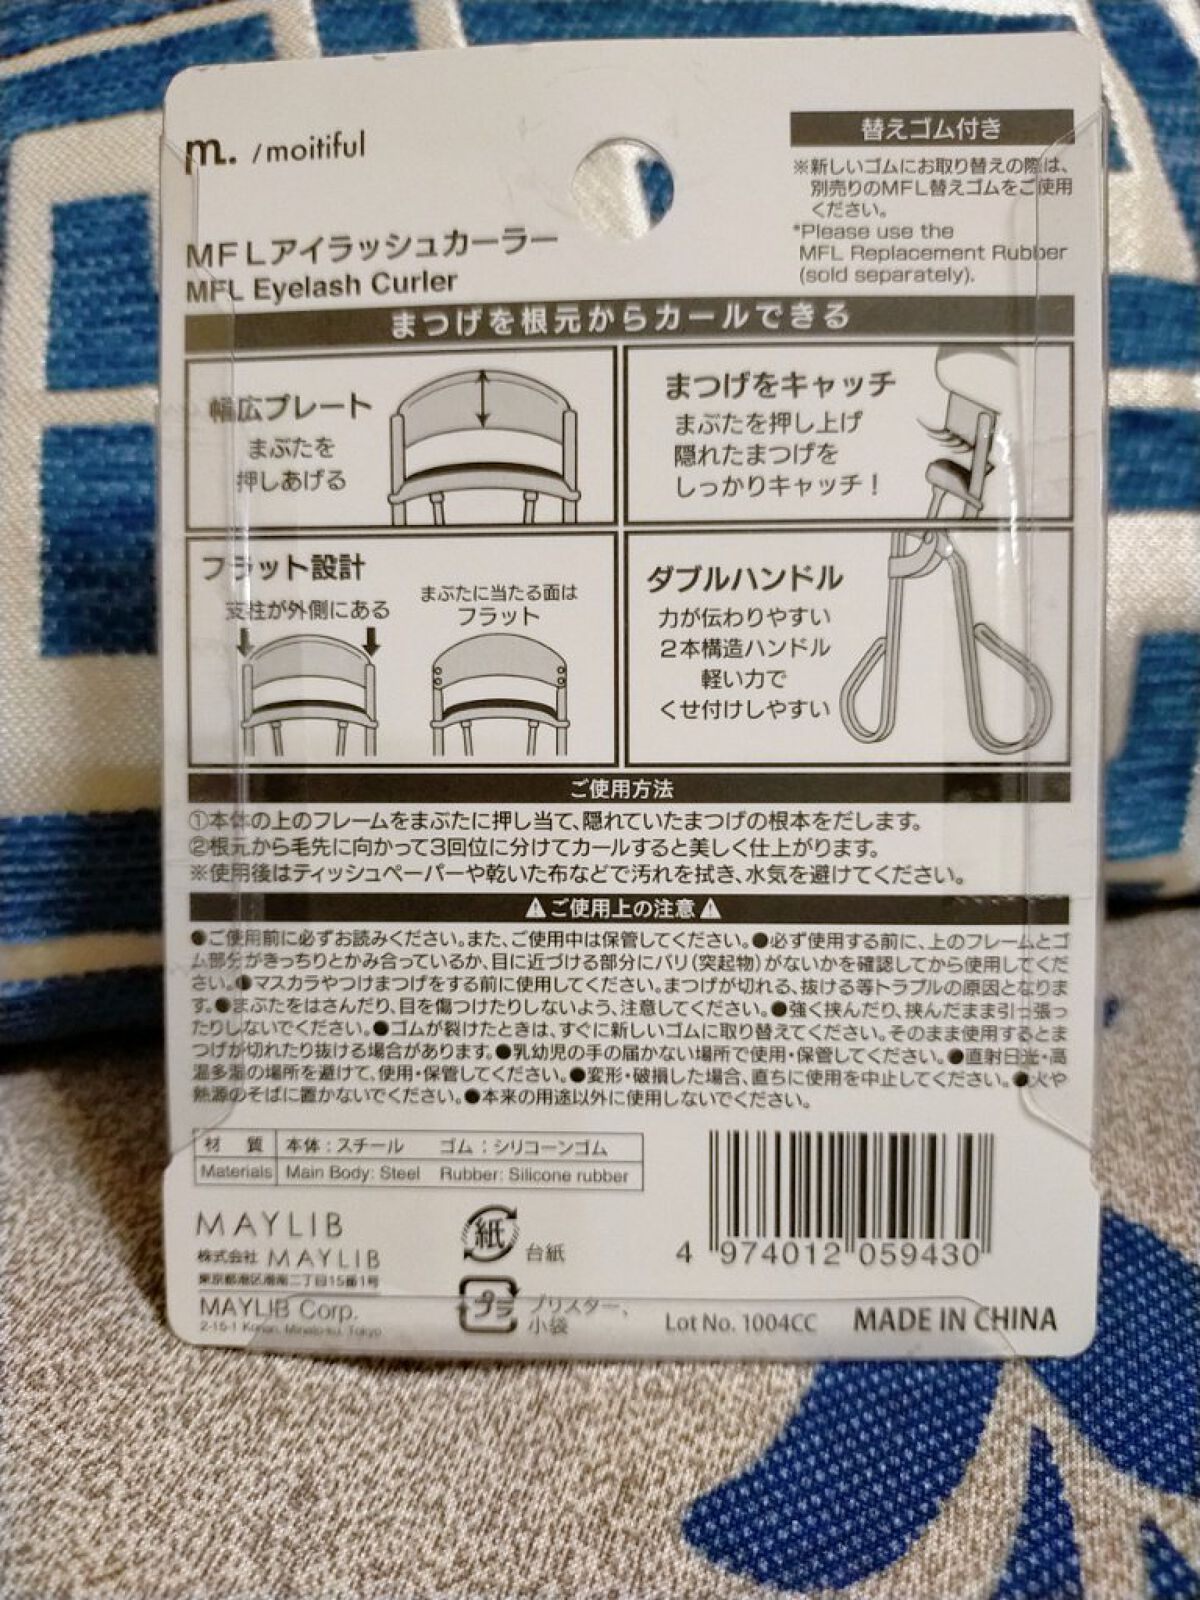 m. /moitiful
替えゴム付き
※新しいゴムにお取り替えの際は、
別売りのMFL替えゴムをご使用
ください。
*Please use the
MFL Replacement Rubber
(sold separately).
MFLアイラッシュカーラー
MFL Eyelash Curler
まつげを根元からカールできる
幅広プレート
まぶたを
押しあげる
まつげをキャッチ
まぶたを押し上げ
隠れたまつげを
しっかりキャッチ！
フラット設計
支柱が外側にある
まぶたに当たる面は
フラット
ダブルハンドル
力が伝わりやすい
2本構造ハンドル
軽い力で
くせ付けしやすい
ご使用方法
①本体の上のフレームをまぶたに押し当て、隠れていたまつげの根本をだします。
②根元から毛先に向かって3回位に分けてカールすると美しく仕上がります。
※使用後はティッシュペーパーや乾いた布などで汚れを拭き、水気を避けてください。
⚠ご使用上の注意⚠
●ご使用前に必ずお読みください。また、ご使用中は保管してください。●必ず使用する前に、上のフレームとゴ
ム部分がきっちりとかみ合っているか、目に近づける部分にバリ(突起物)がないかを確認してから使用してくだ
さい。●マスカラやつけまつげをする前に使用してください。まつげが切れる、抜ける等トラブルの原因となりま
す。●まぶたをはさんだり、目を傷つけたりしないよう、注意してください。●強く挟んだり、挟んだまま引っ張っ
たりしないでください。●ゴムが裂けたときは、すぐに新しいゴムに取り替えてください。そのまま使用するとま
つげが切れたり抜ける場合があります。●乳幼児の手の届かない場所で使用・保管してください。●直射日光・高
温多湿の場所を避けて、使用・保管してください。●変形・破損した場合、直ちに使用を中止してください。●火や
熱源のそばに置かないでください。●本来の用途以外に使用しないでください。
材 質 本体：スチール ゴム：シリコーンゴム
Materials Main Body: Steel Rubber: Silicone rubber
MAYLIB
株式会社 MAYLIB
東京都港区港南二丁目15番1号
MAYLIB Corp.
2-15-1 Konan, Minato-ku, Tokyo
紙 台紙
プラ ブリスター、
小袋
4 974012 059430
Lot No. 1004CC MADE IN CHINA